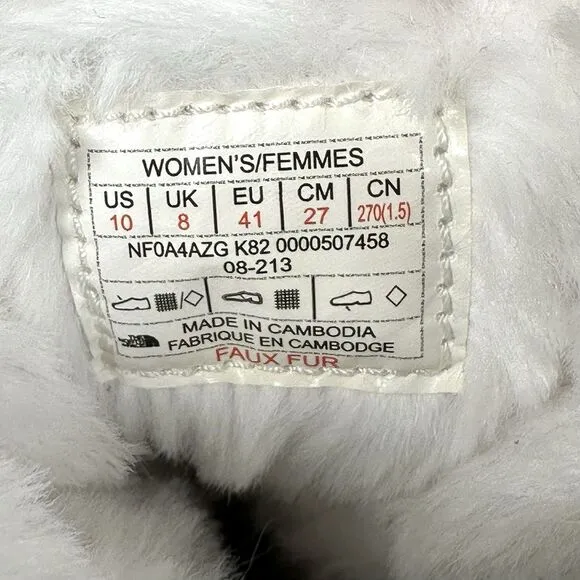 WOMEN'S/FEMMES
US UK EU CM CN
10 8 41 27 270(1.5)
NF0A4AZG K82 0000507458
08-213
MADE IN CAMBODIA
FABRIQUE EN CAMBODGE
FAUX FUR